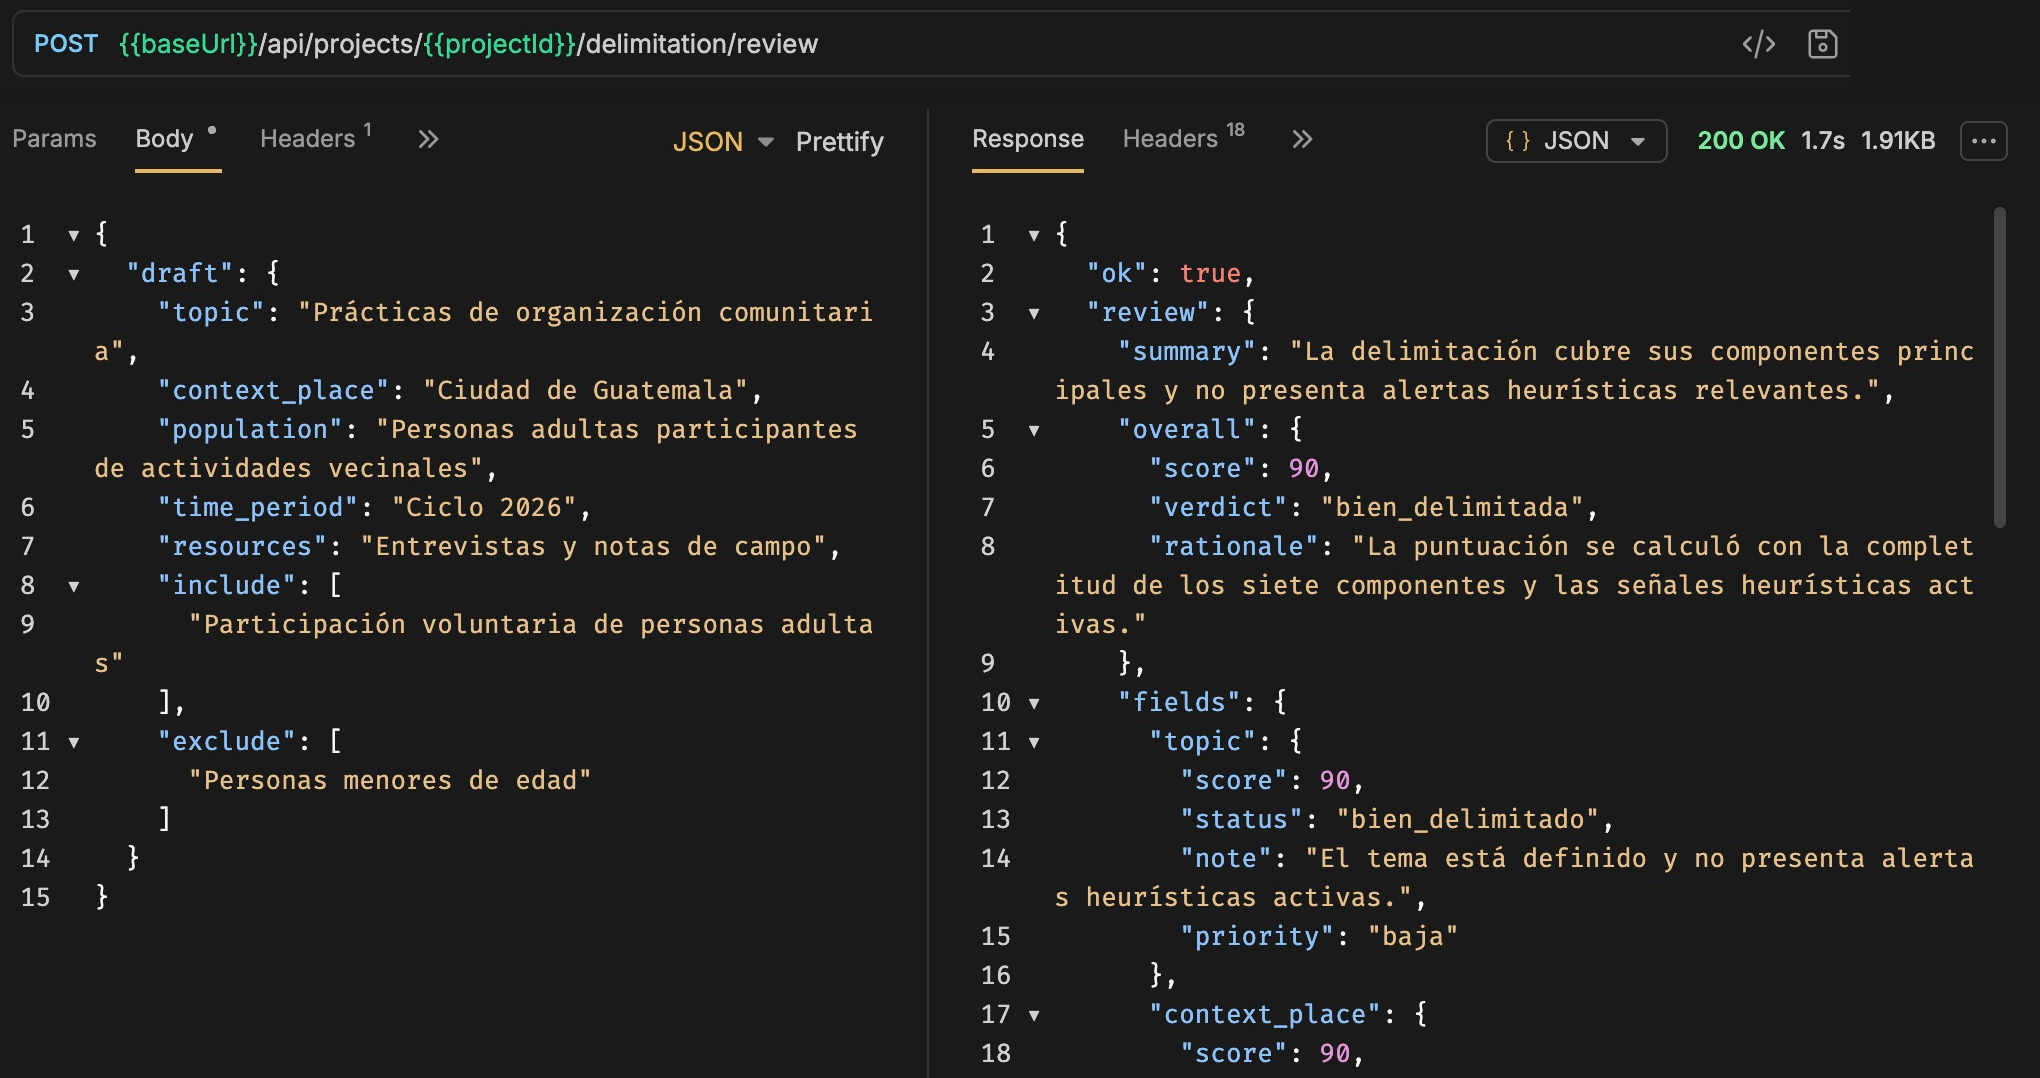 POST {{baseUrl}}/api/projects/{{projectId}}/delimitation/review
Params Body Headers 1 JSON Prettify
1 {
2 "draft": {
3 "topic": "Prácticas de organización comunitari
a",
4 "context_place": "Ciudad de Guatemala",
5 "population": "Personas adultas participantes
de actividades vecinales",
6 "time_period": "Ciclo 2026",
7 "resources": "Entrevistas y notas de campo",
8 "include": [
9 "Participación voluntaria de personas adulta
s"
10 ],
11 "exclude": [
12 "Personas menores de edad"
13 ]
14 }
15 }
Response Headers 18 { } JSON 200 OK 1.7s 1.91KB
1 {
2 "ok": true,
3 "review": {
4 "summary": "La delimitación cubre sus componentes princ
ipales y no presenta alertas heurísticas relevantes.",
5 "overall": {
6 "score": 90,
7 "verdict": "bien_delimitada",
8 "rationale": "La puntuación se calculó con la complet
itud de los siete componentes y las señales heurísticas act
ivas."
9 },
10 "fields": {
11 "topic": {
12 "score": 90,
13 "status": "bien_delimitado",
14 "note": "El tema está definido y no presenta alerta
s heurísticas activas.",
15 "priority": "baja"
16 },
17 "context_place": {
18 "score": 90,